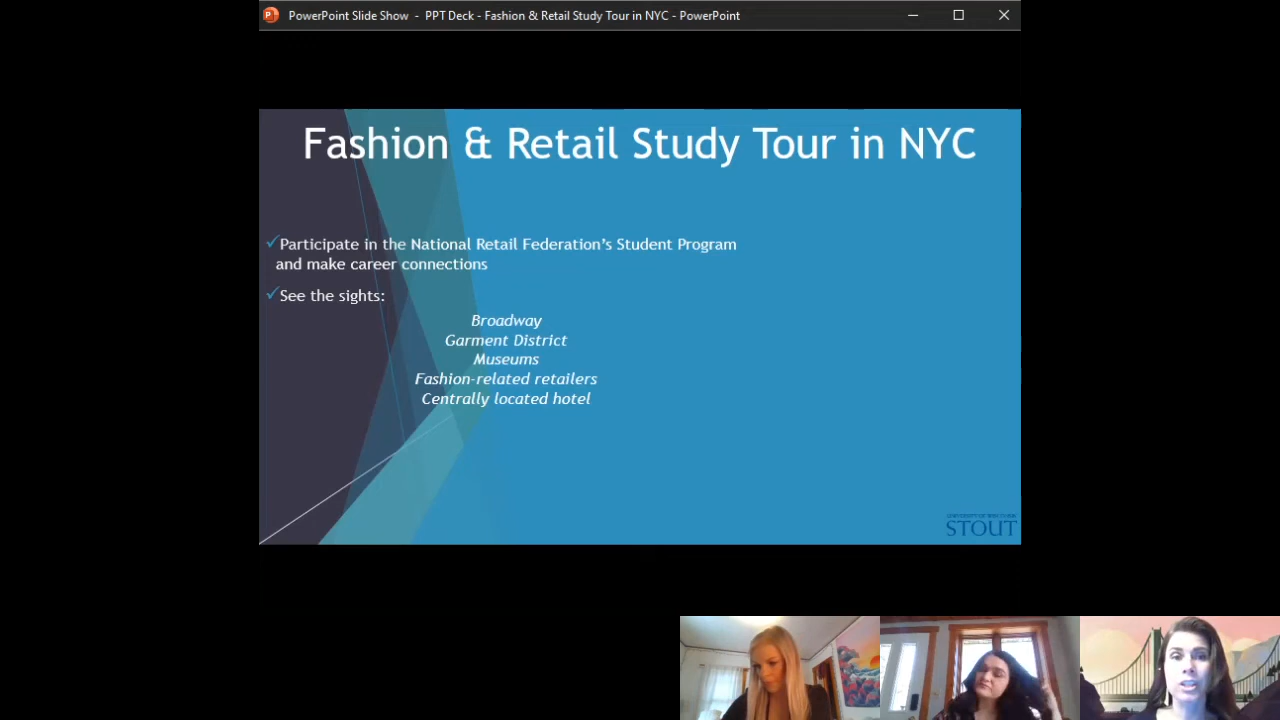 PowerPoint Slide Show - PPT Deck - Fashion & Retail Study Tour in NYC - PowerPoint
Fashion & Retail Study Tour in NYC
✓Participate in the National Retail Federation's Student Program
and make career connections
✓See the sights:
Broadway
Garment District
Museums
Fashion-related retailers
Centrally located hotel
STOUT